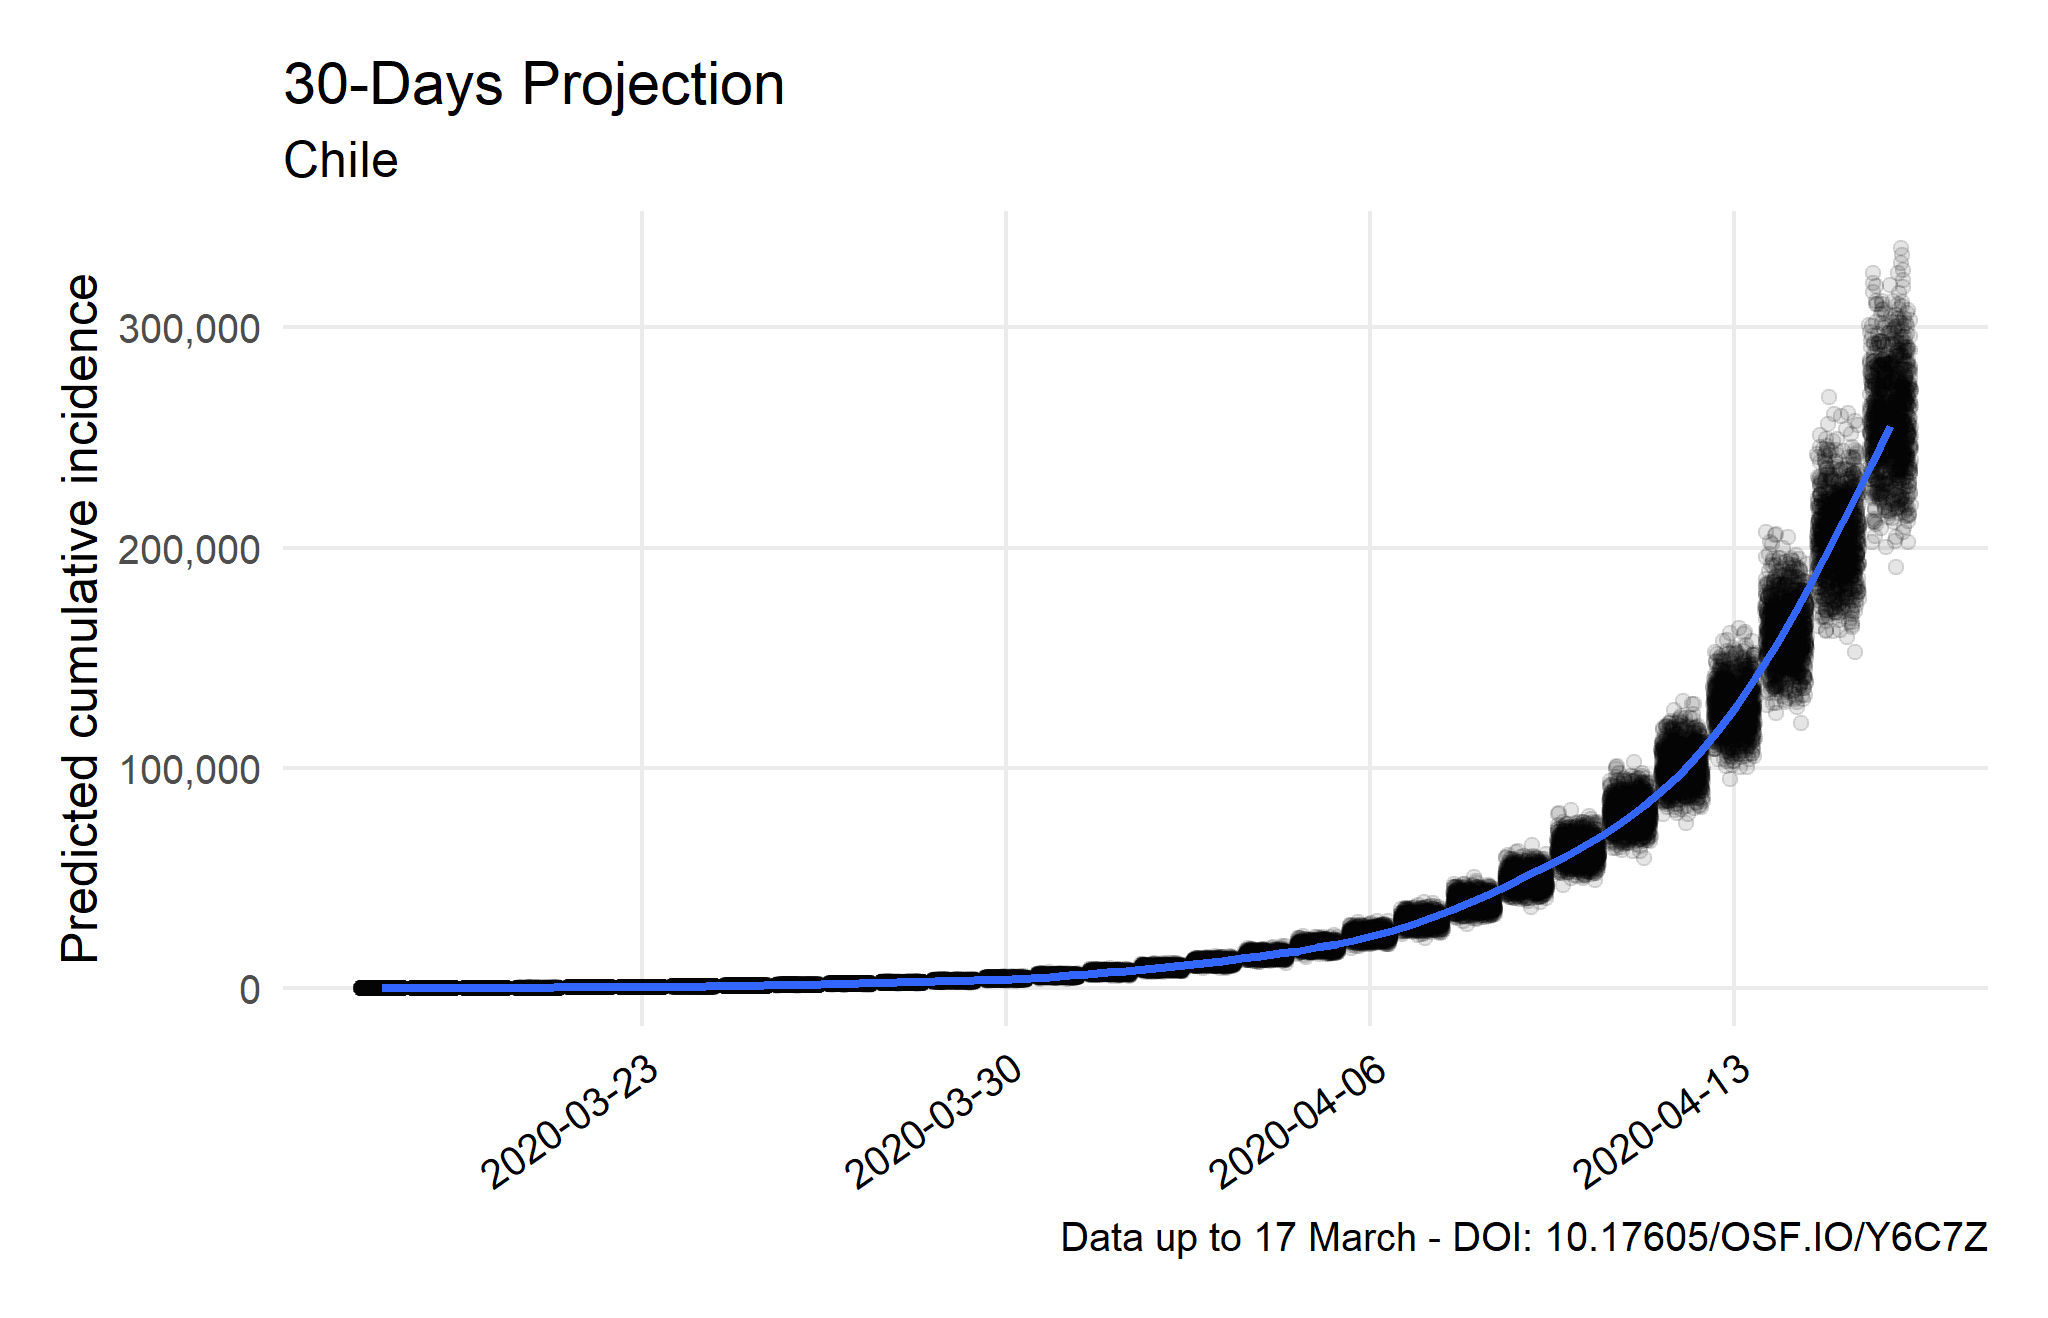 30-Days Projection
Chile
Predicted cumulative incidence
300,000
200,000
100,000
0
2020-03-23
2020-03-30
2020-04-06
2020-04-13
Data up to 17 March - DOI: 10.17605/OSF.IO/Y6C7Z